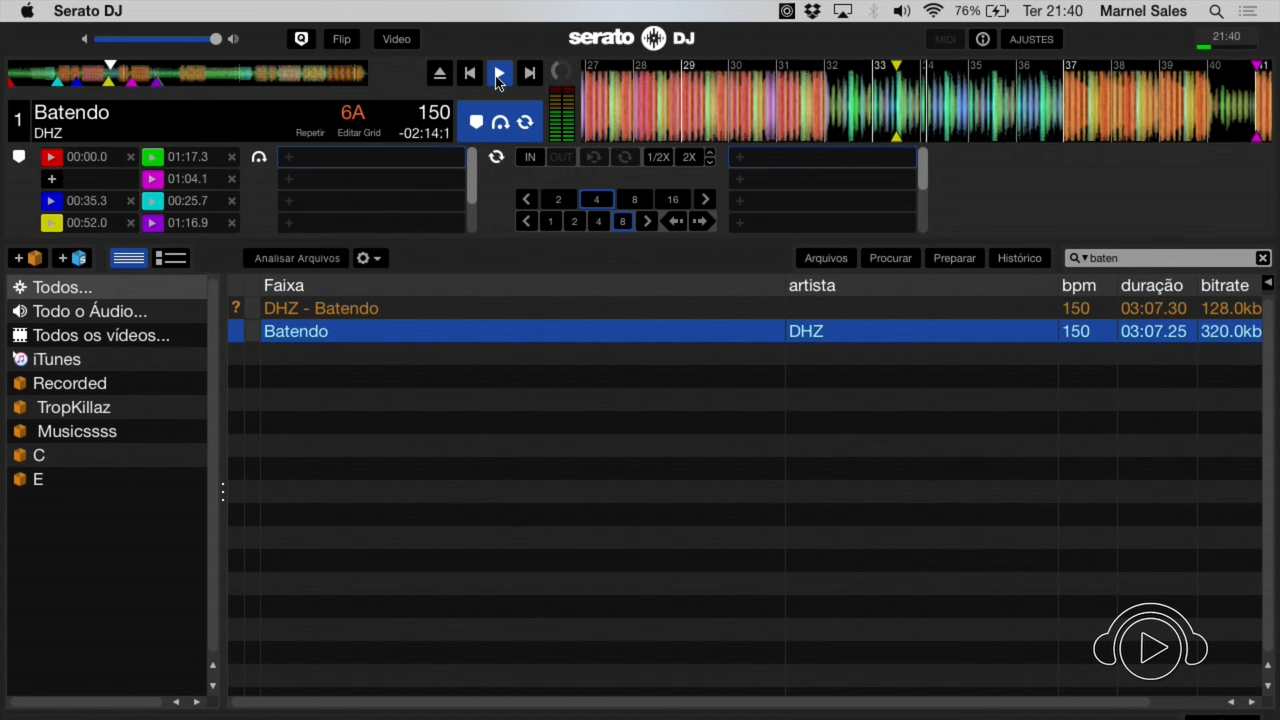 Serato DJ
76%
Ter 21:40
Marnel Sales
Flip
Video
serato DJ
MIDI
AJUSTES
21:40
27 28 29 30 31 32 33 34 35 36 37 38 39 40 41
1
Batendo
6A
150
DHZ
Repetir
Editar Grid
-02:14:1
00:00.0
01:17.3
IN
OUT
1/2X
2X
01:04.1
00:35.3
00:25.7
2 4 8 16
00:52.0
01:16.9
1 2 4 8
Analisar Arquivos
Arquivos
Procurar
Preparar
Histórico
baten
Todos...
Todo o Áudio...
Todos os vídeos...
iTunes
Recorded
TropKillaz
Musicssss
C
E
Faixa artista bpm duração bitrate
? DHZ - Batendo 150 03:07.30 128.0kb
Batendo DHZ 150 03:07.25 320.0kb